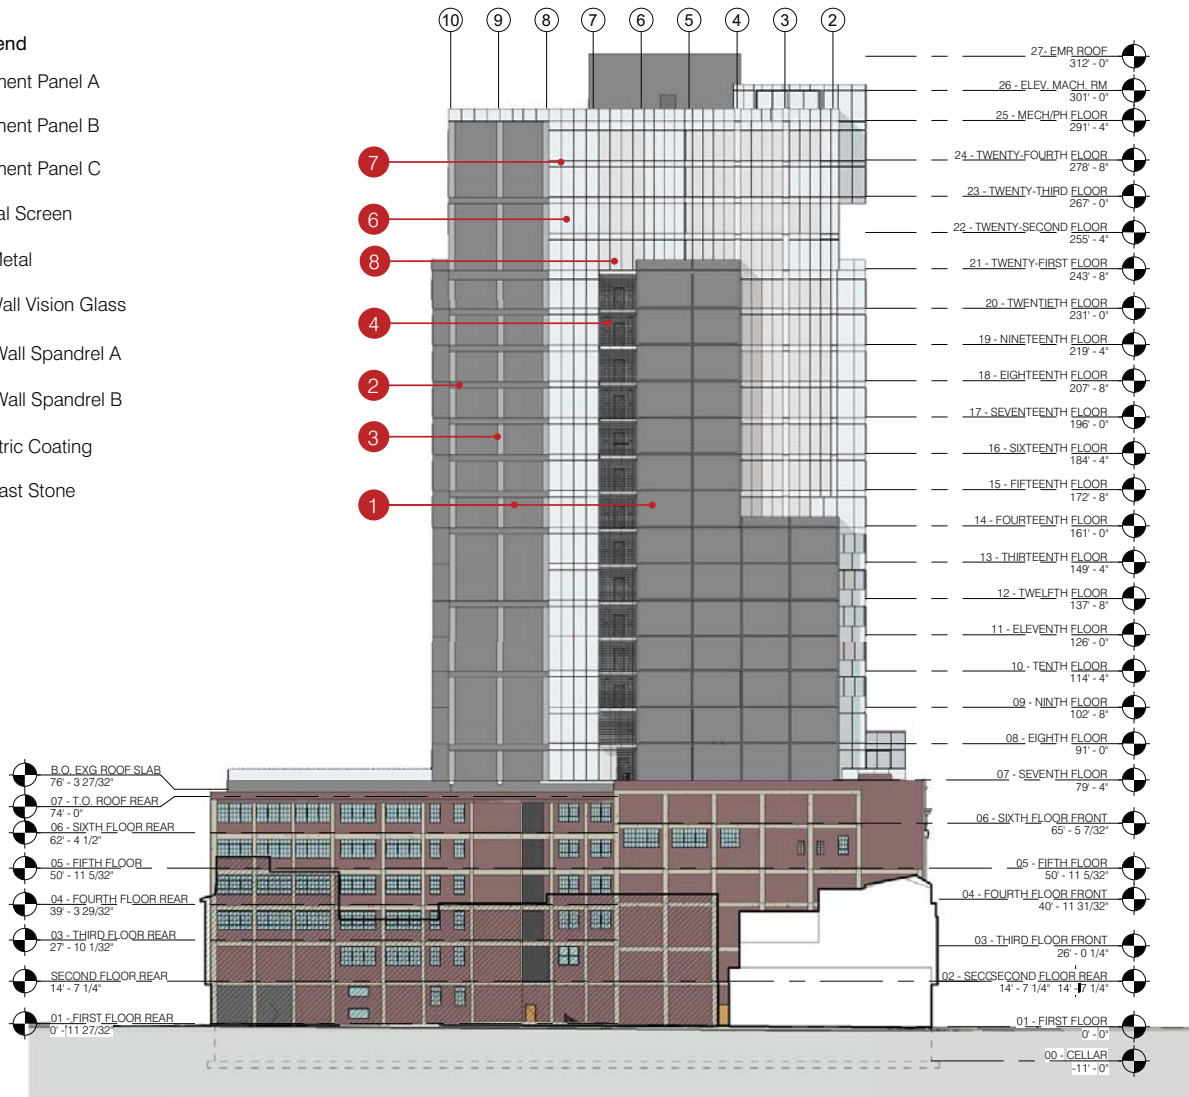 10 9 8 7 6 5 4 3 2
end
nent Panel A
nent Panel B
nent Panel C
al Screen
Metal
Wall Vision Glass
Wall Spandrel A
Wall Spandrel B
tric Coating
ast Stone
7
6
8
4
2
3
1
27- EMR ROOF
312' - 0"
26 - ELEV. MACH. RM
301' - 0"
25 - MECH/PH FLOOR
291' - 4"
24 - TWENTY-FOURTH FLOOR
278' - 8"
23 - TWENTY-THIRD FLOOR
267' - 0"
22 - TWENTY-SECOND FLOOR
255' - 4"
21 - TWENTY-FIRST FLOOR
243' - 8"
20 - TWENTIETH FLOOR
231' - 0"
19 - NINETEENTH FLOOR
219' - 4"
18 - EIGHTEENTH FLOOR
207' - 8"
17 - SEVENTEENTH FLOOR
196' - 0"
16 - SIXTEENTH FLOOR
184' - 4"
15 - FIFTEENTH FLOOR
172' - 8"
14 - FOURTEENTH FLOOR
161' - 0"
13 - THIRTEENTH FLOOR
149' - 4"
12 - TWELFTH FLOOR
137' - 8"
11 - ELEVENTH FLOOR
126' - 0"
10 - TENTH FLOOR
114' - 4"
09 - NINTH FLOOR
102' - 8"
08 - EIGHTH FLOOR
91' - 0"
07 - SEVENTH FLOOR
79' - 4"
06 - SIXTH FLOOR FRONT
65' - 5 7/32"
05 - FIFTH FLOOR
50' - 11 5/32"
04 - FOURTH FLOOR FRONT
40' - 11 31/32"
03 - THIRD FLOOR FRONT
26' - 0 1/4"
02 - SECCSECOND FLOOR REAR
14' - 7 1/4" 14' - 7 1/4"
01 - FIRST FLOOR
0' - 0"
00 - CELLAR
-11' - 0"
B.O. EXG ROOF SLAB
76' - 3 27/32"
07 - T.O. ROOF REAR
74' - 0"
06 - SIXTH FLOOR REAR
62' - 4 1/2"
05 - FIFTH FLOOR
50' - 11 5/32"
04 - FOURTH FLOOR REAR
39' - 3 29/32"
03 - THIRD FLOOR REAR
27' - 10 1/32"
SECOND FLOOR REAR
14' - 7 1/4"
01 - FIRST FLOOR REAR
0' - 11 27/32"